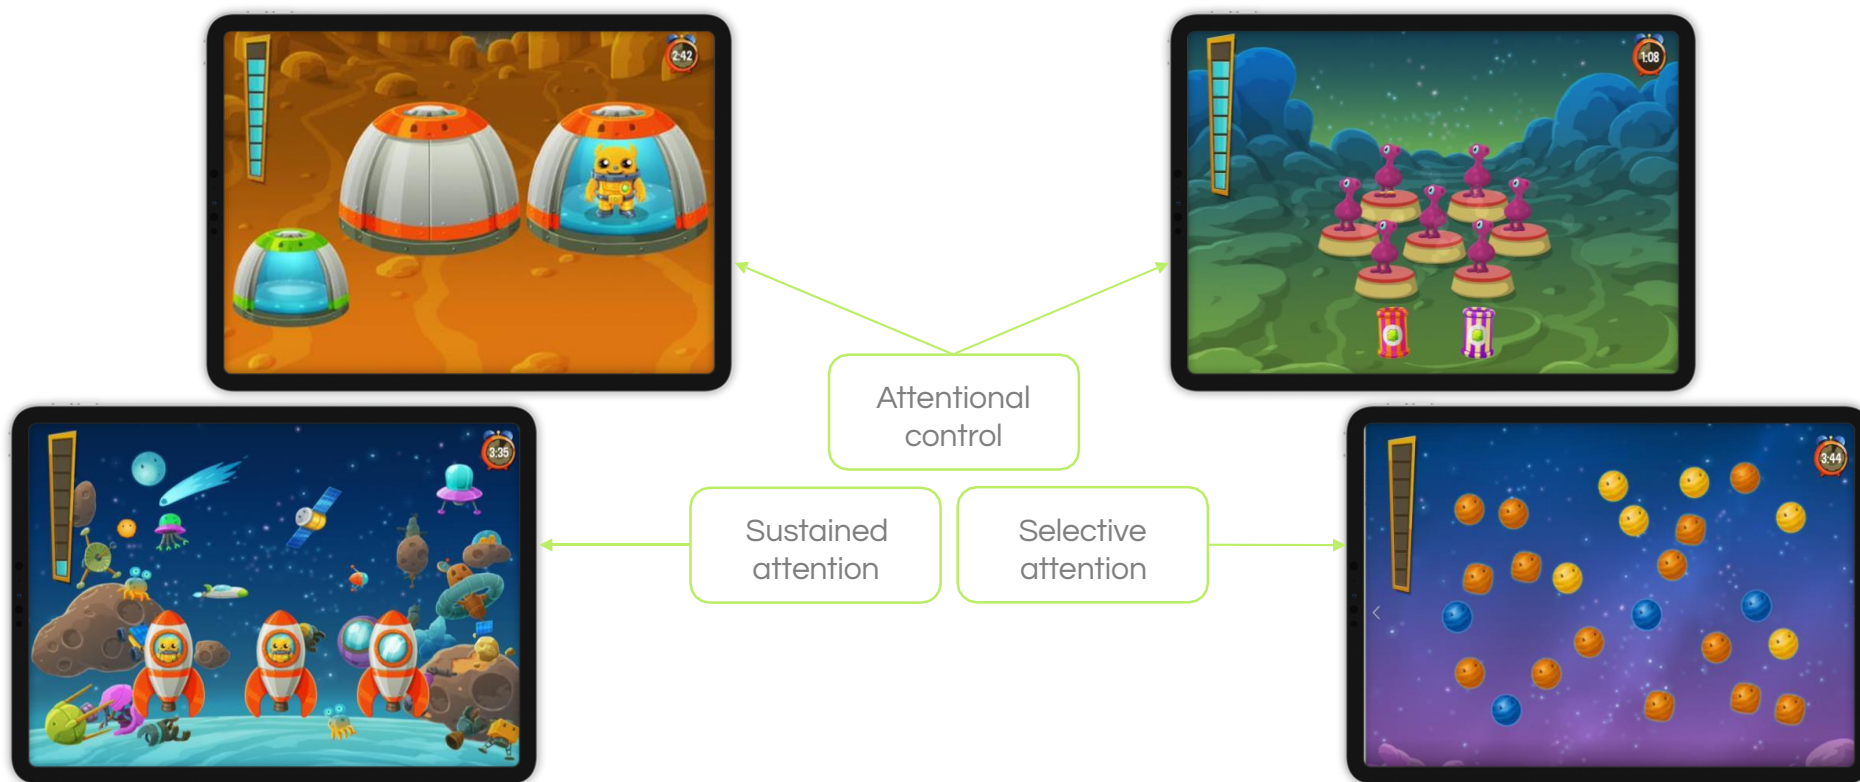 2:42
1:08
Attentional
control
3:35
3:44
Sustained
attention
Selective
attention